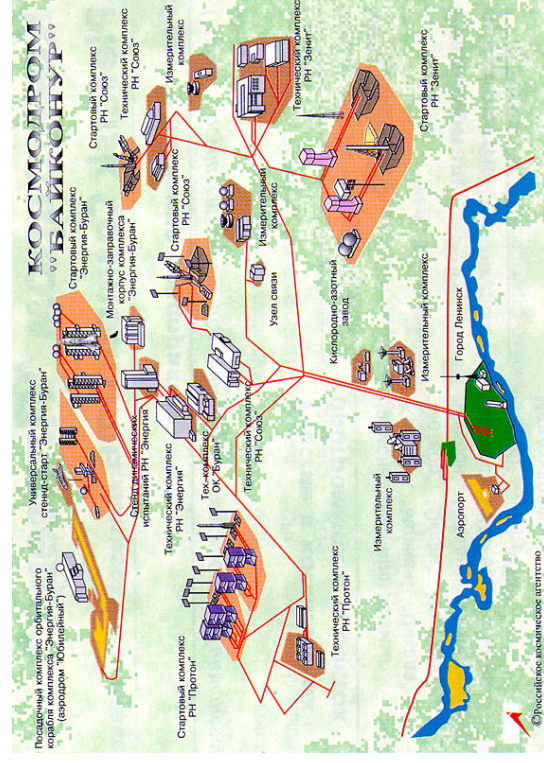 КОСМОДРОМ
"БАЙКОНУР"
Посадочный комплекс орбитального
корабля комплекса "Энергия-Буран"
(аэродром "Юбилейный")
Универсальный комплекс
стенд-старт "Энергия-Буран"
Стартовый комплекс
"Энергия-Буран"
Монтажно-заправочный
корпус комплекса
"Энергия-Буран"
Стартовый комплекс
РН "Союз"
Технический комплекс
РН "Союз"
Измерительный
комплекс
Стенд динамических
испытаний РН "Энергия"
Технический комплекс
РН "Энергия"
Тех. комплекс
ОК "Буран"
Технический комплекс
РН "Союз"
Стартовый комплекс
РН "Союз"
Измерительный
комплекс
Узел связи
Технический комплекс
РН "Зенит"
Стартовый комплекс
РН "Зенит"
Стартовый комплекс
РН "Протон"
Технический комплекс
РН "Протон"
Кислородно-азотный
завод
Измерительный
комплекс
Измерительный комплекс
Аэропорт
Город Ленинск
©Российское космическое агентство